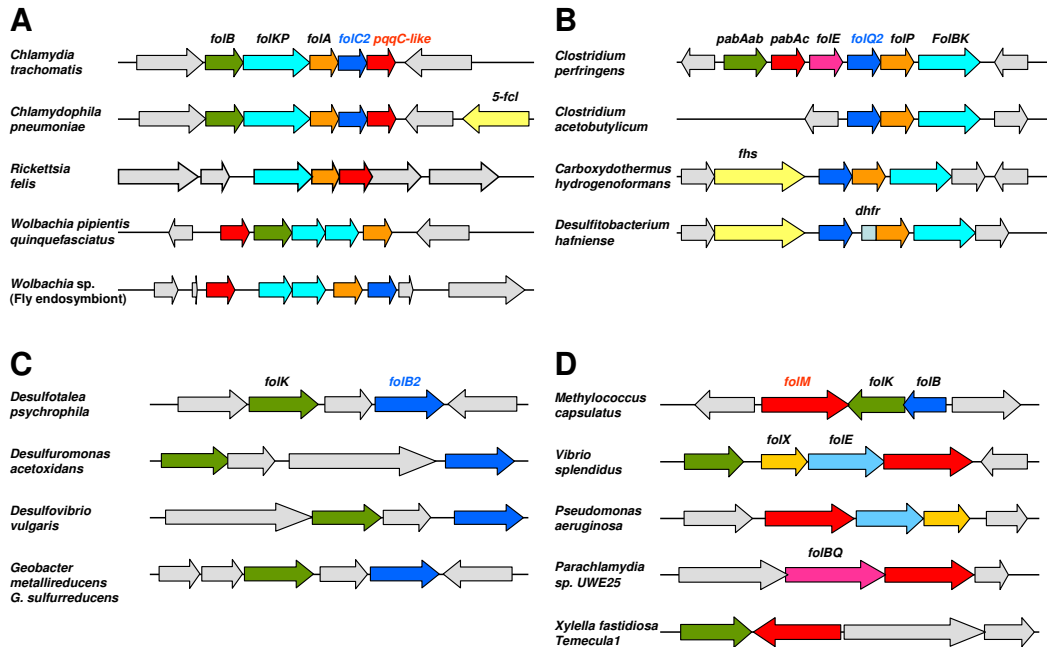 A
folB folKP folA folC2 pqqC-like
Chlamydia
trachomatis
Chlamydophila
pneumoniae
5-fcl
Rickettsia
felis
Wolbachia pipientis
quinquefasciatus
Wolbachia sp.
(Fly endosymbiont)
B
pabAab pabAc folE folQ2 folP FolBK
Clostridium
perfringens
Clostridium
acetobutylicum
Carboxydothermus
hydrogenoformans
fhs
Desulfitobacterium
hafniense
dhfr
C
folK folB2
Desulfotalea
psychrophila
Desulfuromonas
acetoxidans
Desulfovibrio
vulgaris
Geobacter
metallireducens
G. sulfurreducens
D
folM folK folB
Methylococcus
capsulatus
folX folE
Vibrio
splendidus
Pseudomonas
aeruginosa
folBQ
Parachlamydia
sp. UWE25
Xylella fastidiosa
Temecula1